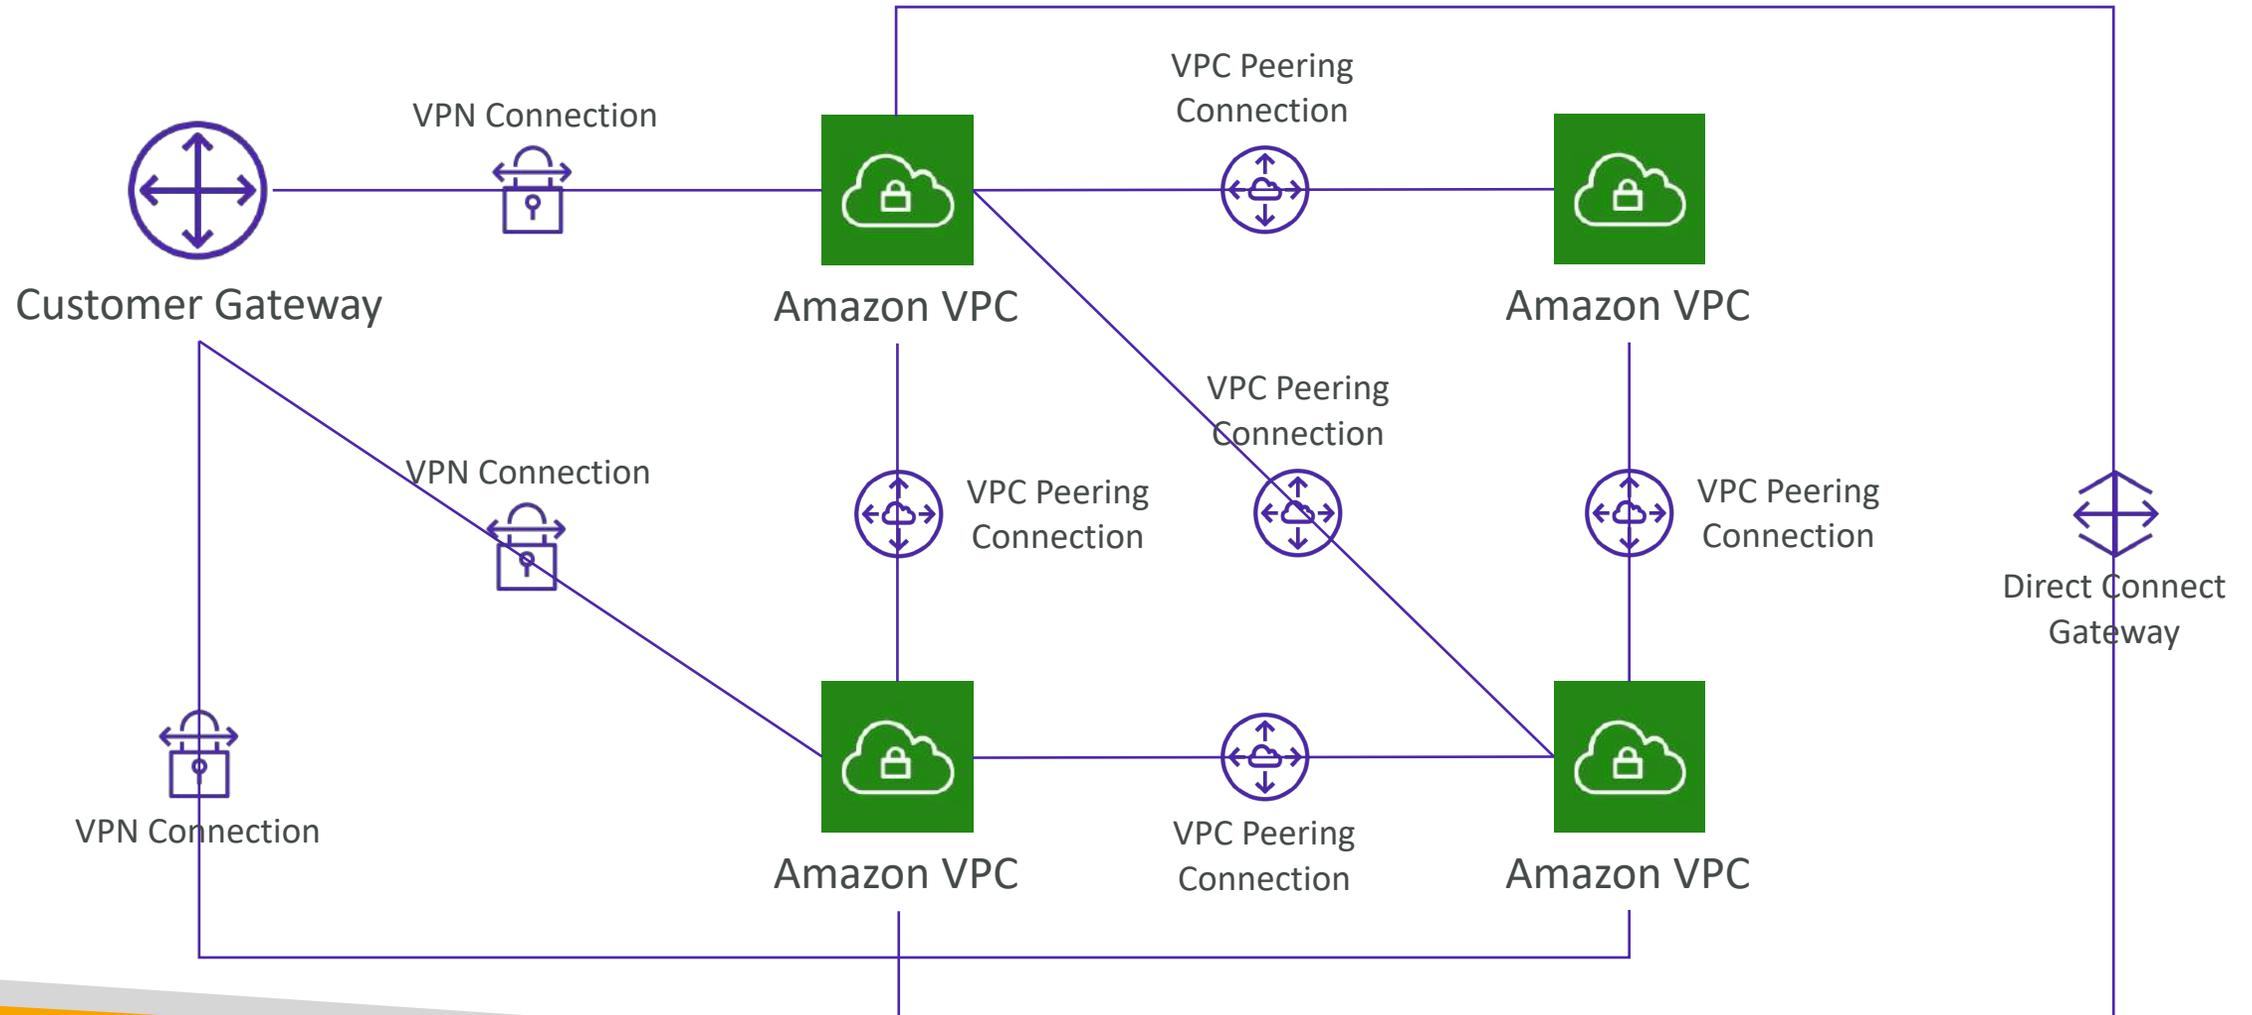 VPC Peering
Connection
VPN Connection
Customer Gateway
Amazon VPC
Amazon VPC
VPC Peering
Connection
VPN Connection
VPC Peering
Connection
VPC Peering
Connection
Direct Connect
Gateway
VPN Connection
VPC Peering
Connection
Amazon VPC
Amazon VPC